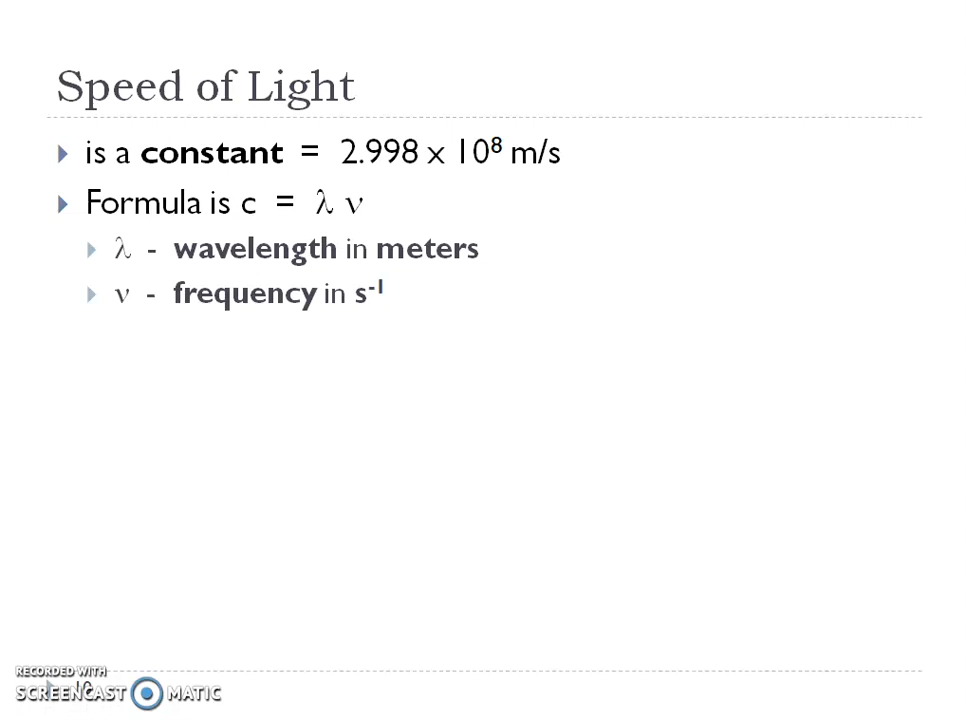 Speed of Light
is a constant = 2.998 x 10⁸ m/s
Formula is c = λ ν
λ - wavelength in meters
ν - frequency in s⁻¹
RECORDED WITH
SCREENCAST MATIC